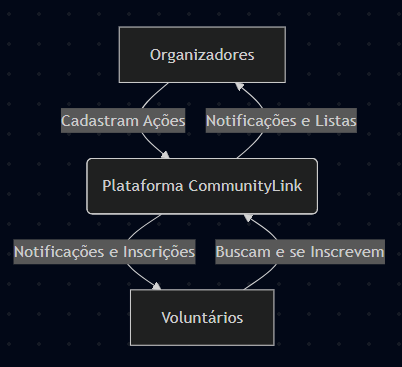 Organizadores
Cadastram Ações
Notificações e Listas
Plataforma CommunityLink
Notificações e Inscrições
Buscam e se Inscrevem
Voluntários